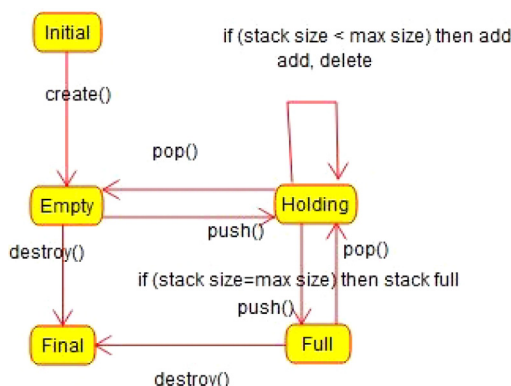 Initial
if (stack size < max size) then add
add, delete
create()
pop()
Empty
Holding
push()
destroy()
pop()
if (stack size=max size) then stack full
push()
Final
Full
destroy()